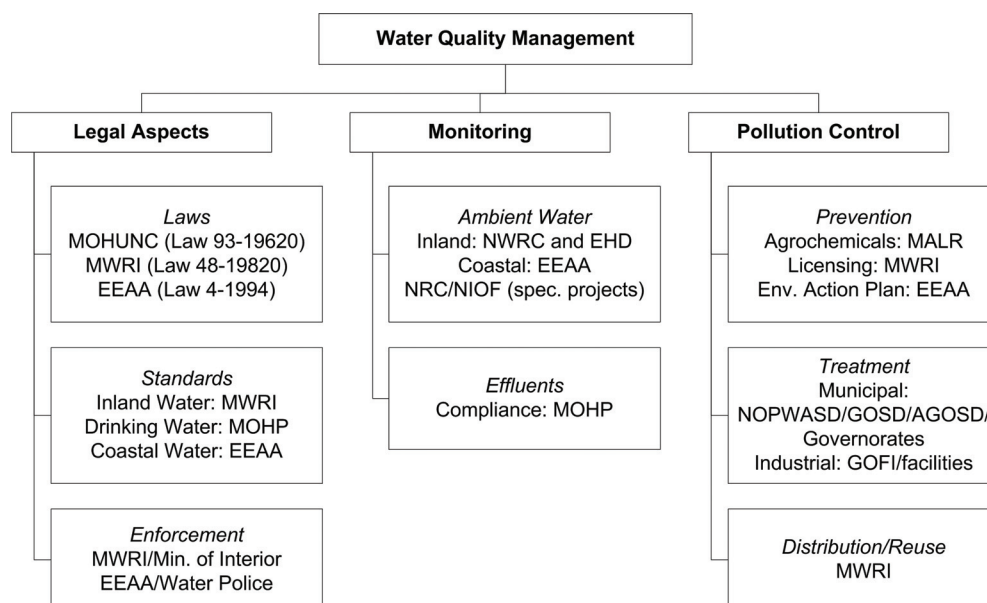 Water Quality Management
Legal Aspects
Laws
MOHUNC (Law 93-19620)
MWRI (Law 48-19820)
EEAA (Law 4-1994)
Standards
Inland Water: MWRI
Drinking Water: MOHP
Coastal Water: EEAA
Enforcement
MWRI/Min. of Interior
EEAA/Water Police
Monitoring
Ambient Water
Inland: NWRC and EHD
Coastal: EEAA
NRC/NIOF (spec. projects)
Effluents
Compliance: MOHP
Pollution Control
Prevention
Agrochemicals: MALR
Licensing: MWRI
Env. Action Plan: EEAA
Treatment
Municipal:
NOPWASD/GOSD/AGOSD/
Governorates
Industrial: GOFI/facilities
Distribution/Reuse
MWRI